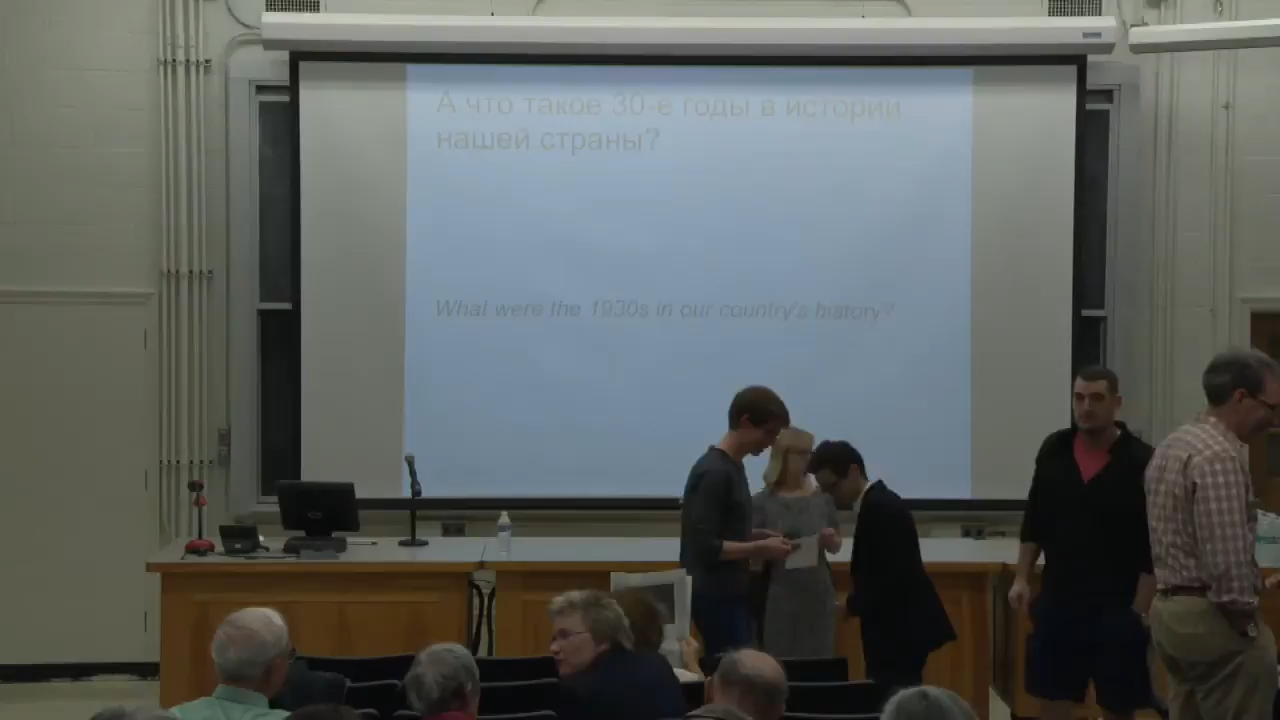 А что такое 30-е годы в истории
нашей страны?
What were the 1930s in our country's history?